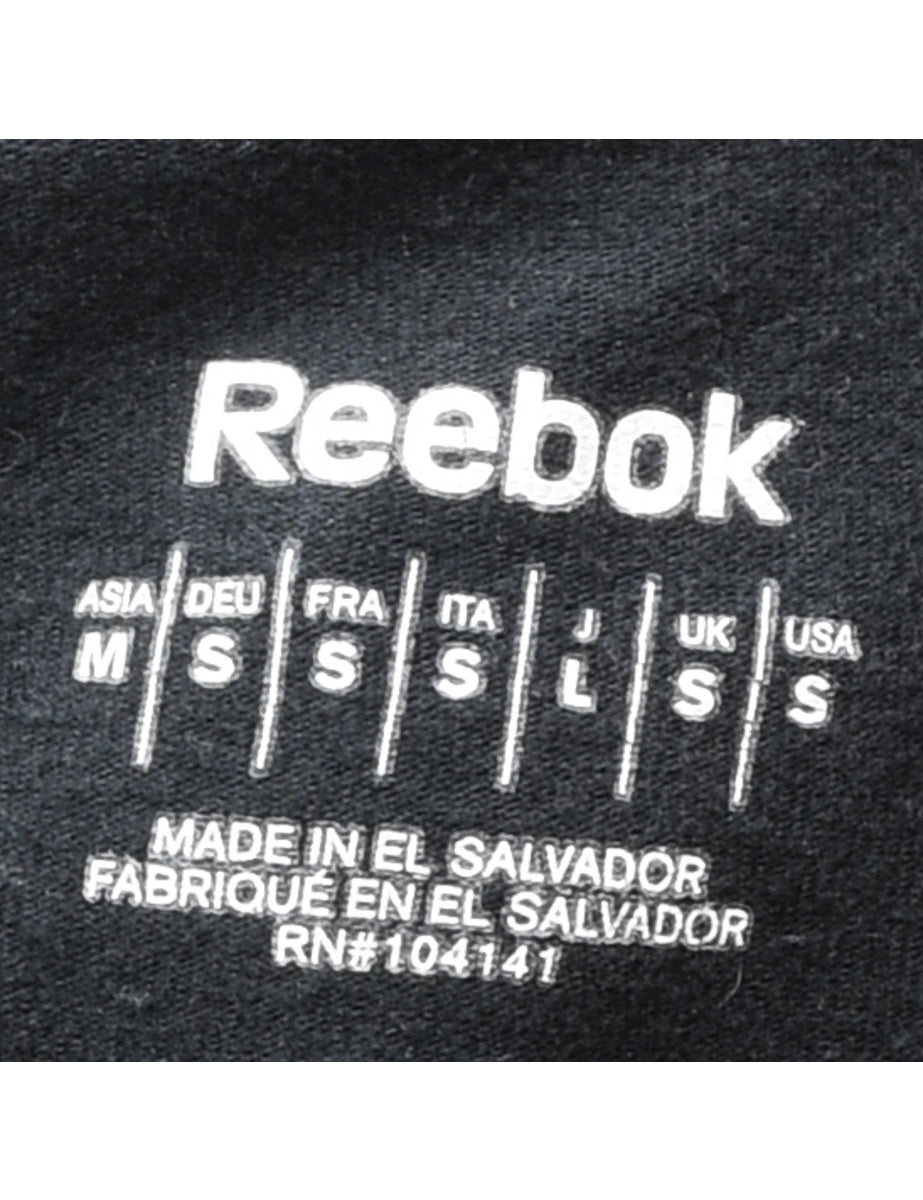 Reebok
ASIA DEU FRA ITA J UK USA
M S S S L S S
MADE IN EL SALVADOR
FABRIQUÉ EN EL SALVADOR
RN#104141